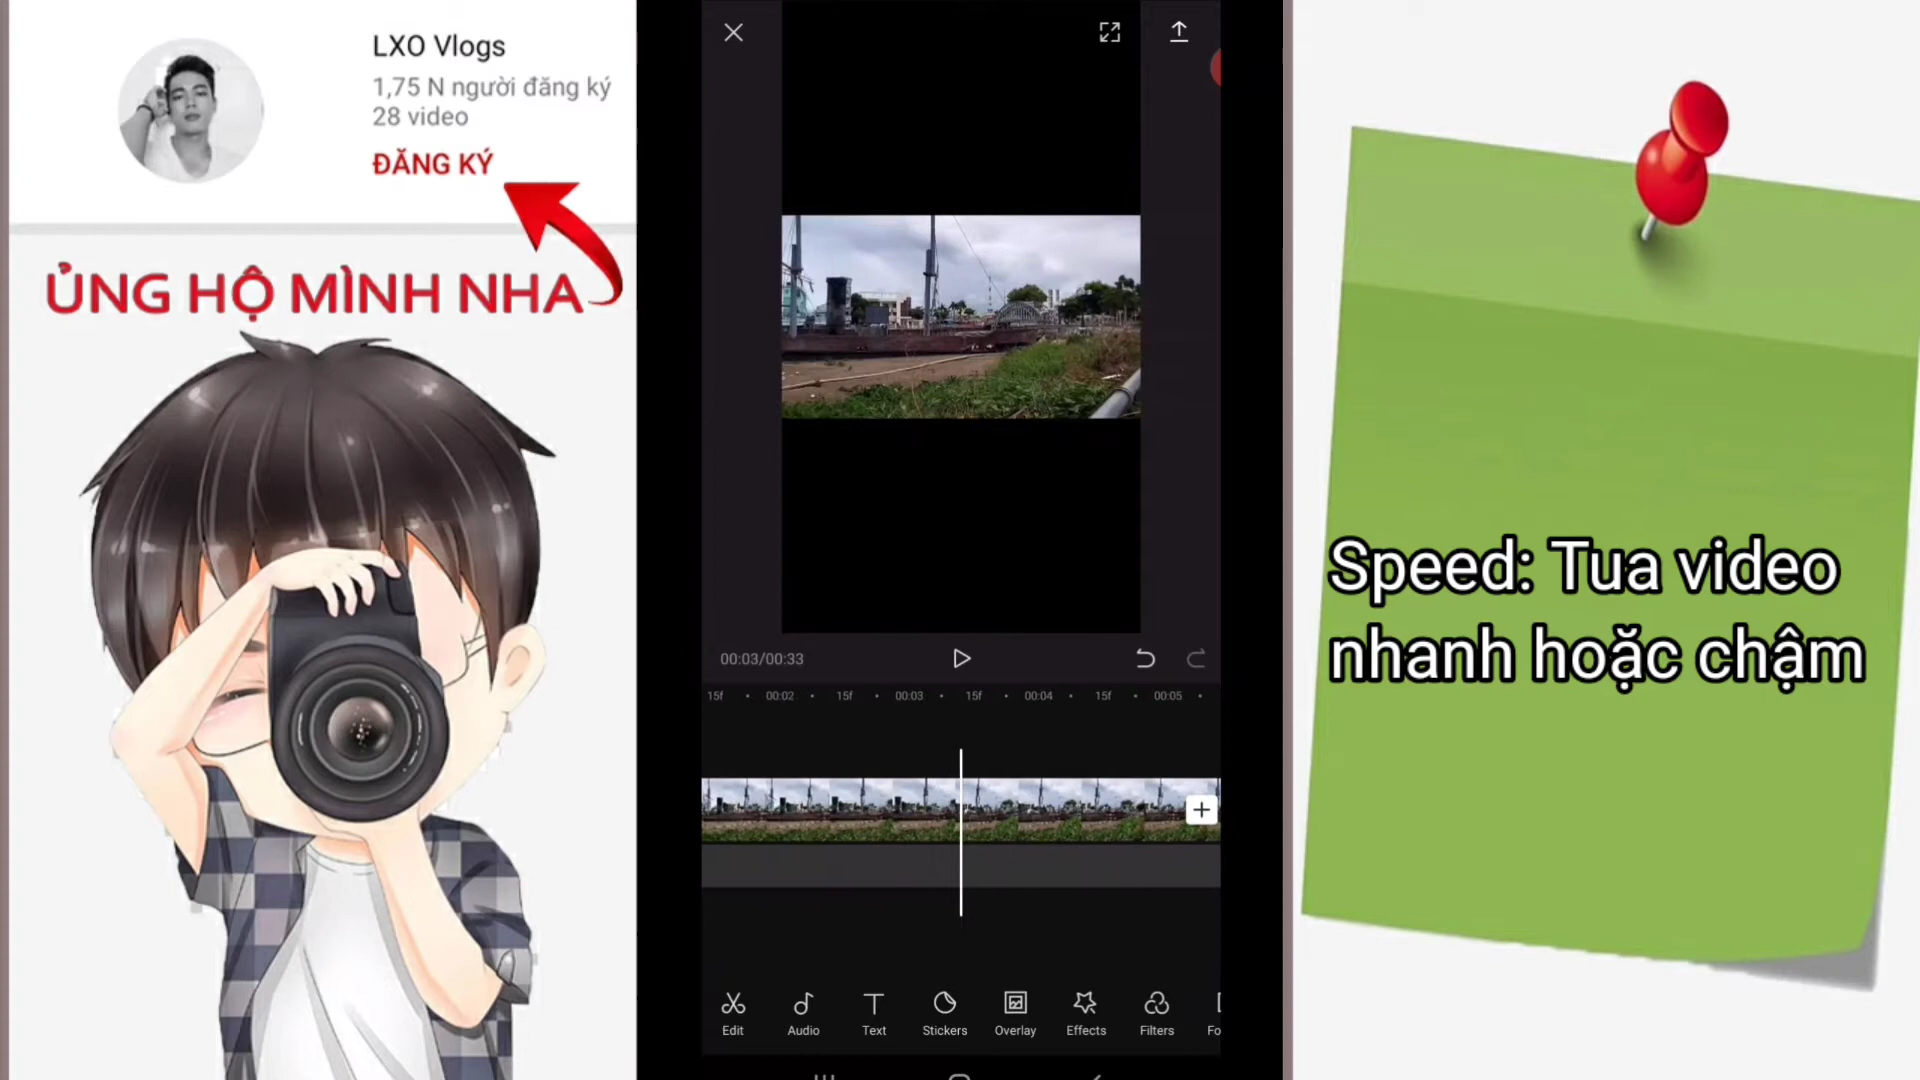 LXO Vlogs
1,75 N người đăng ký
28 video
ĐĂNG KÝ
ỦNG HỘ MÌNH NHA
00:03/00:33
15f 00:02 15f 00:03 15f 00:04 15f 00:05
Edit Audio Text Stickers Overlay Effects Filters Fo
Speed: Tua video
nhanh hoặc chậm